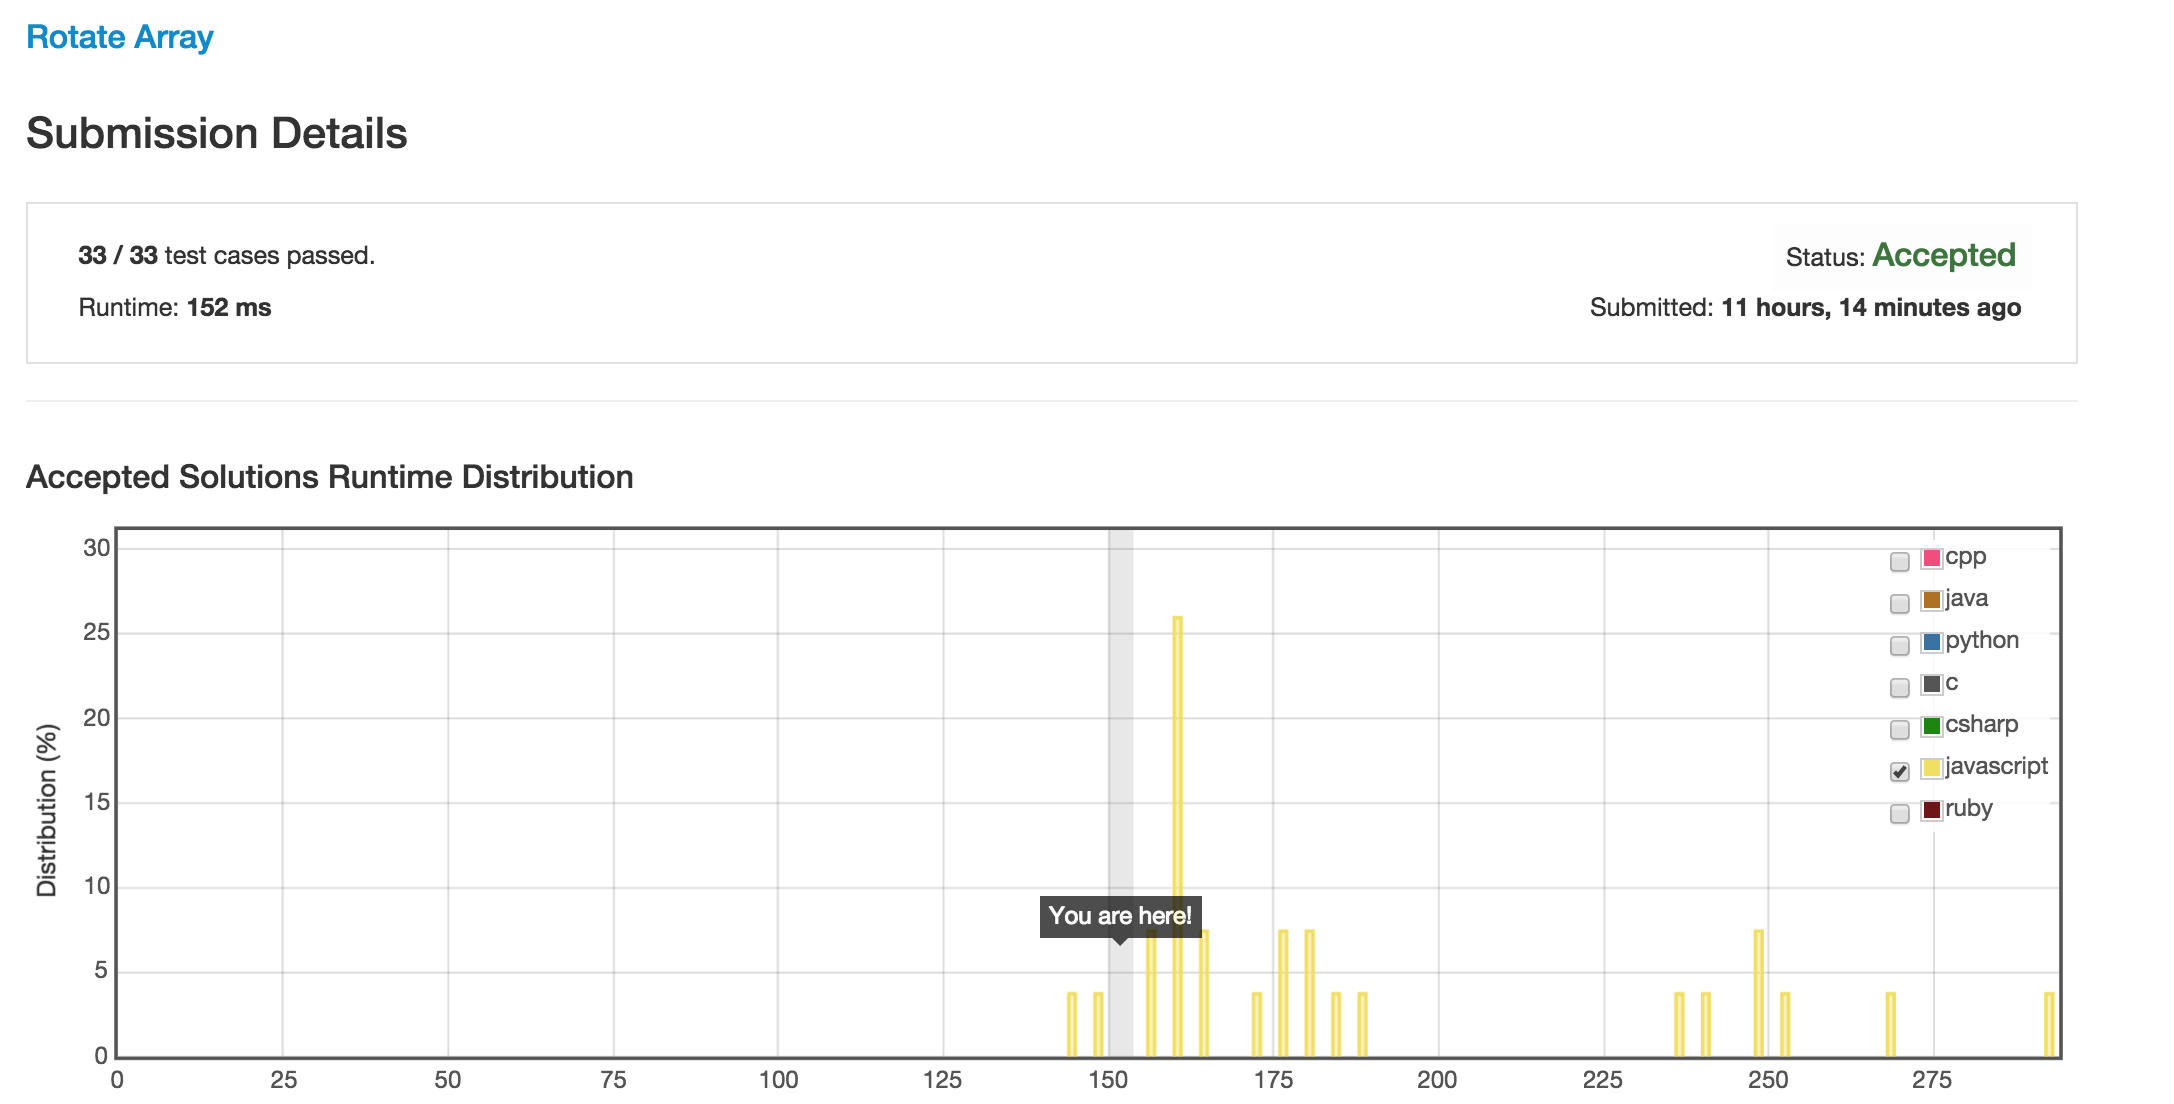 Rotate Array
Submission Details
33 / 33 test cases passed.
Status: Accepted
Runtime: 152 ms
Submitted: 11 hours, 14 minutes ago
Accepted Solutions Runtime Distribution
Distribution (%)
30
25
20
15
10
5
0
cpp
java
python
c
csharp
javascript
ruby
You are here!
0 25 50 75 100 125 150 175 200 225 250 275